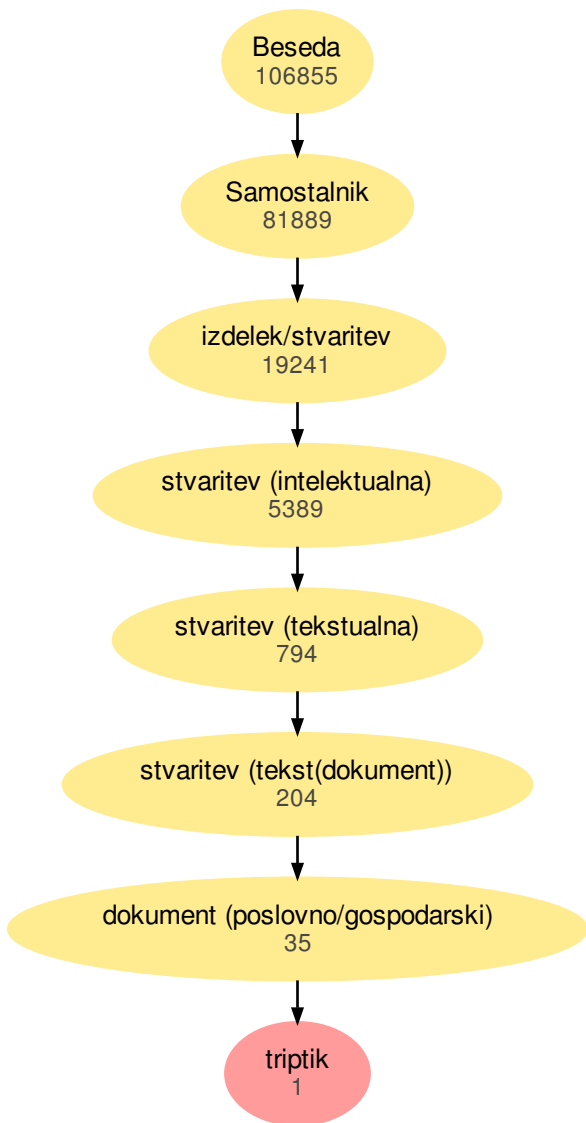 Beseda
106855
Samostalnik
81889
izdelek/stvaritev
19241
stvaritev (intelektualna)
5389
stvaritev (tekstualna)
794
stvaritev (tekst(dokument))
204
dokument (poslovno/gospodarski)
35
triptik
1